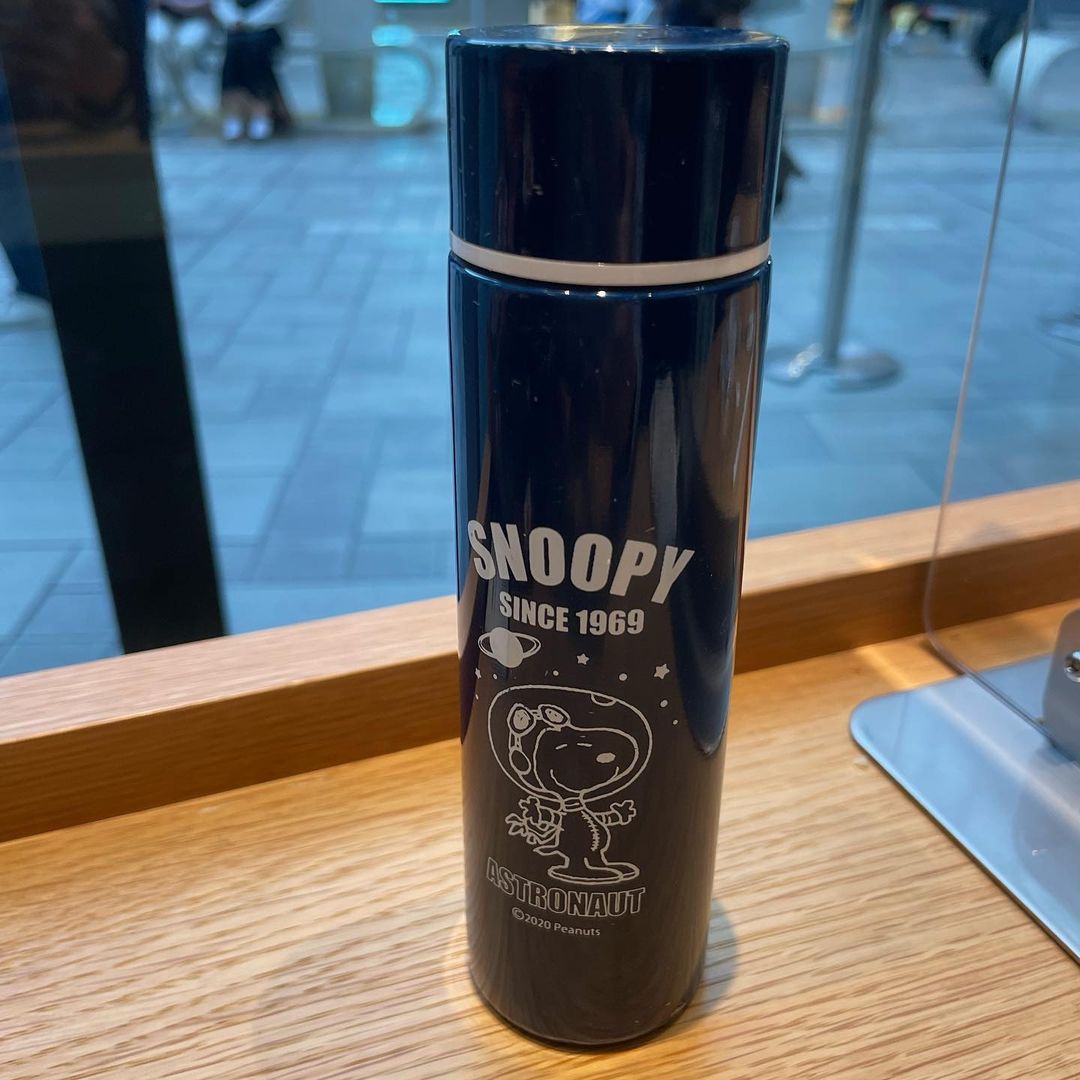 SNOOPY
SINCE 1969
ASTRONAUT
©2020 Peanuts